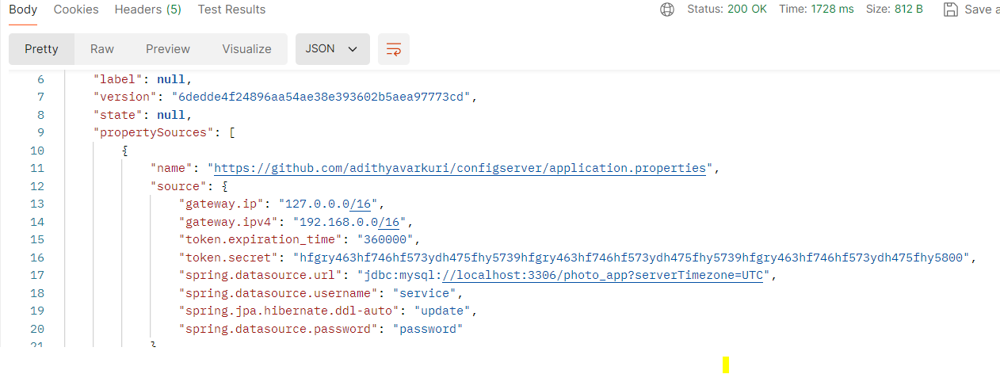 Body Cookies Headers (5) Test Results Status: 200 OK Time: 1728 ms Size: 812 B Save a
Pretty Raw Preview Visualize JSON
6 "label": null,
7 "version": "6dedde4f24896aa54ae38e393602b5aea97773cd",
8 "state": null,
9 "propertySources": [
10 {
11 "name": "https://github.com/adithyavarkuri/configserver/application.properties",
12 "source": {
13 "gateway.ip": "127.0.0.0/16",
14 "gateway.ipv4": "192.168.0.0/16",
15 "token.expiration_time": "360000",
16 "token.secret": "hfgry463hf746hf573ydh475fhy5739hfgry463hf746hf573ydh475fhy5739hfgry463hf746hf573ydh475fhy5800",
17 "spring.datasource.url": "jdbc:mysql://localhost:3306/photo_app?serverTimezone=UTC",
18 "spring.datasource.username": "service",
19 "spring.jpa.hibernate.ddl-auto": "update",
20 "spring.datasource.password": "password"
21 }